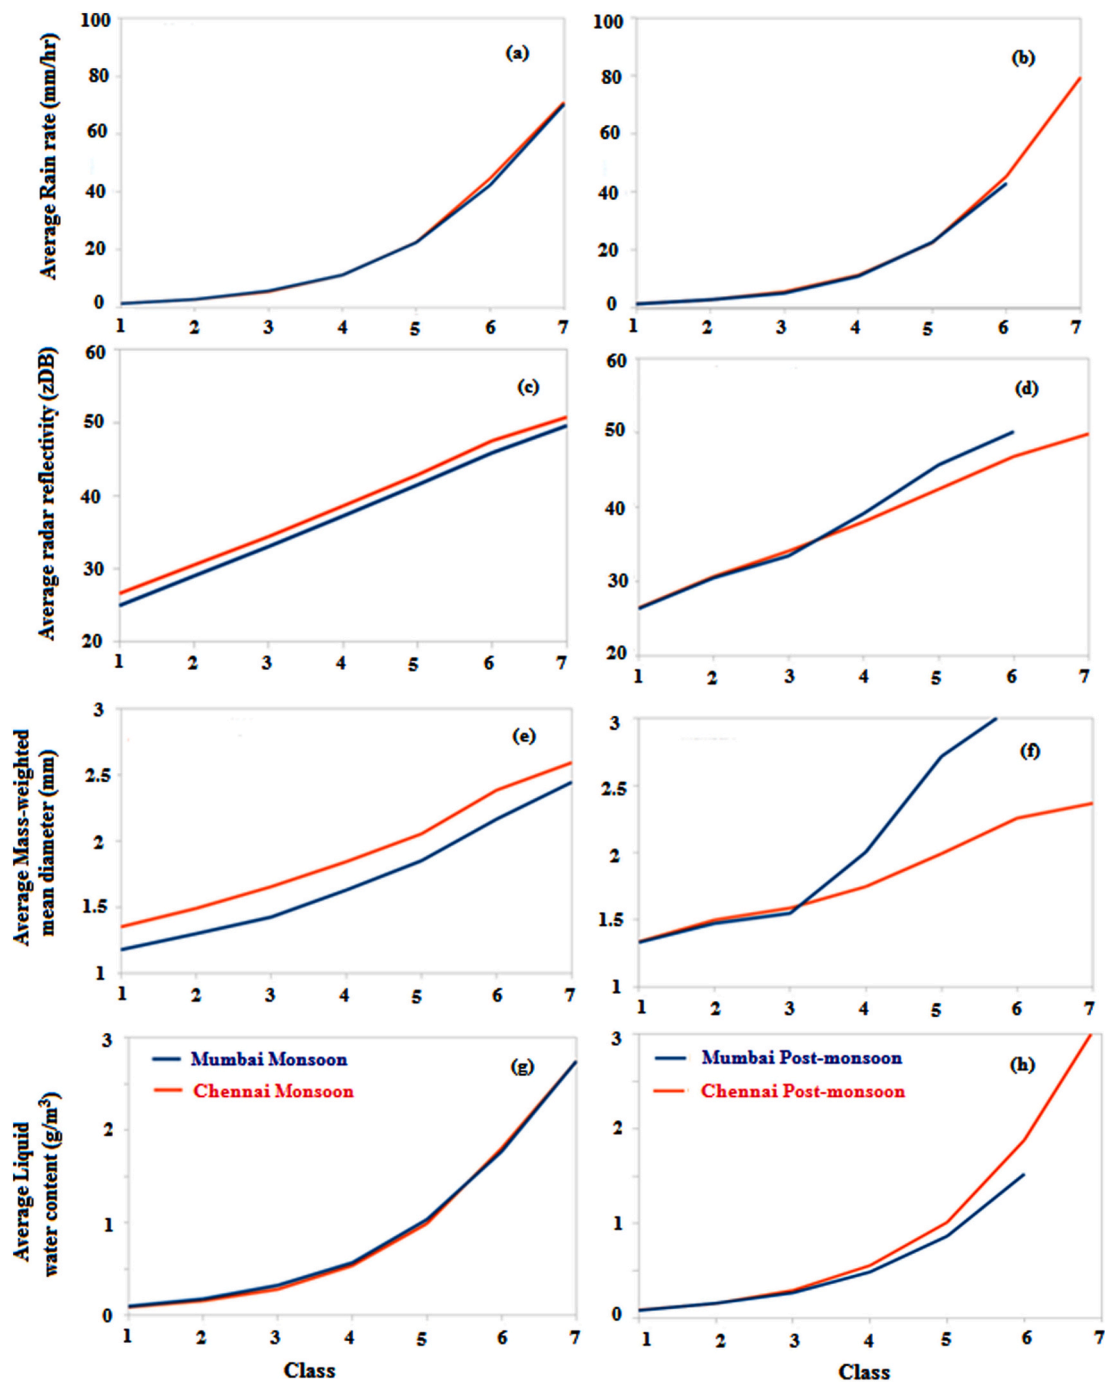 Average Rain rate (mm/hr)
100
80
60
40
20
0
(a)
1 2 3 4 5 6 7
100
80
60
40
20
0
(b)
1 2 3 4 5 6 7
Average radar reflectivity (zDB)
60
50
40
30
20
(c)
1 2 3 4 5 6 7
60
50
40
30
20
(d)
1 2 3 4 5 6 7
Average Mass-weighted
mean diameter (mm)
3
2.5
2
1.5
1
(e)
1 2 3 4 5 6 7
3
2.5
2
1.5
1
(f)
1 2 3 4 5 6 7
Average Liquid
water content (g/m³)
3
2
1
0
Mumbai Monsoon
Chennai Monsoon
(g)
1 2 3 4 5 6 7
Class
3
2
1
0
Mumbai Post-monsoon
Chennai Post-monsoon
(h)
1 2 3 4 5 6 7
Class